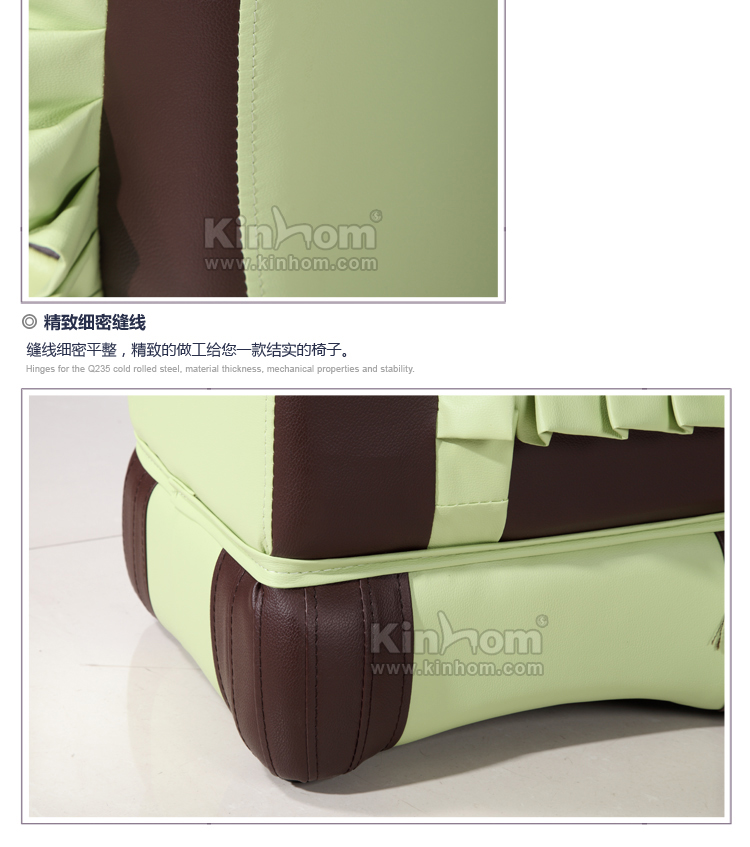 Kinhom
www.kinhom.com
精致细密缝线
缝线细密平整，精致的做工给您一款结实的椅子。
Hinges for the Q235 cold rolled steel, material thickness, mechanical properties and stability.
Kinhom
www.kinhom.com